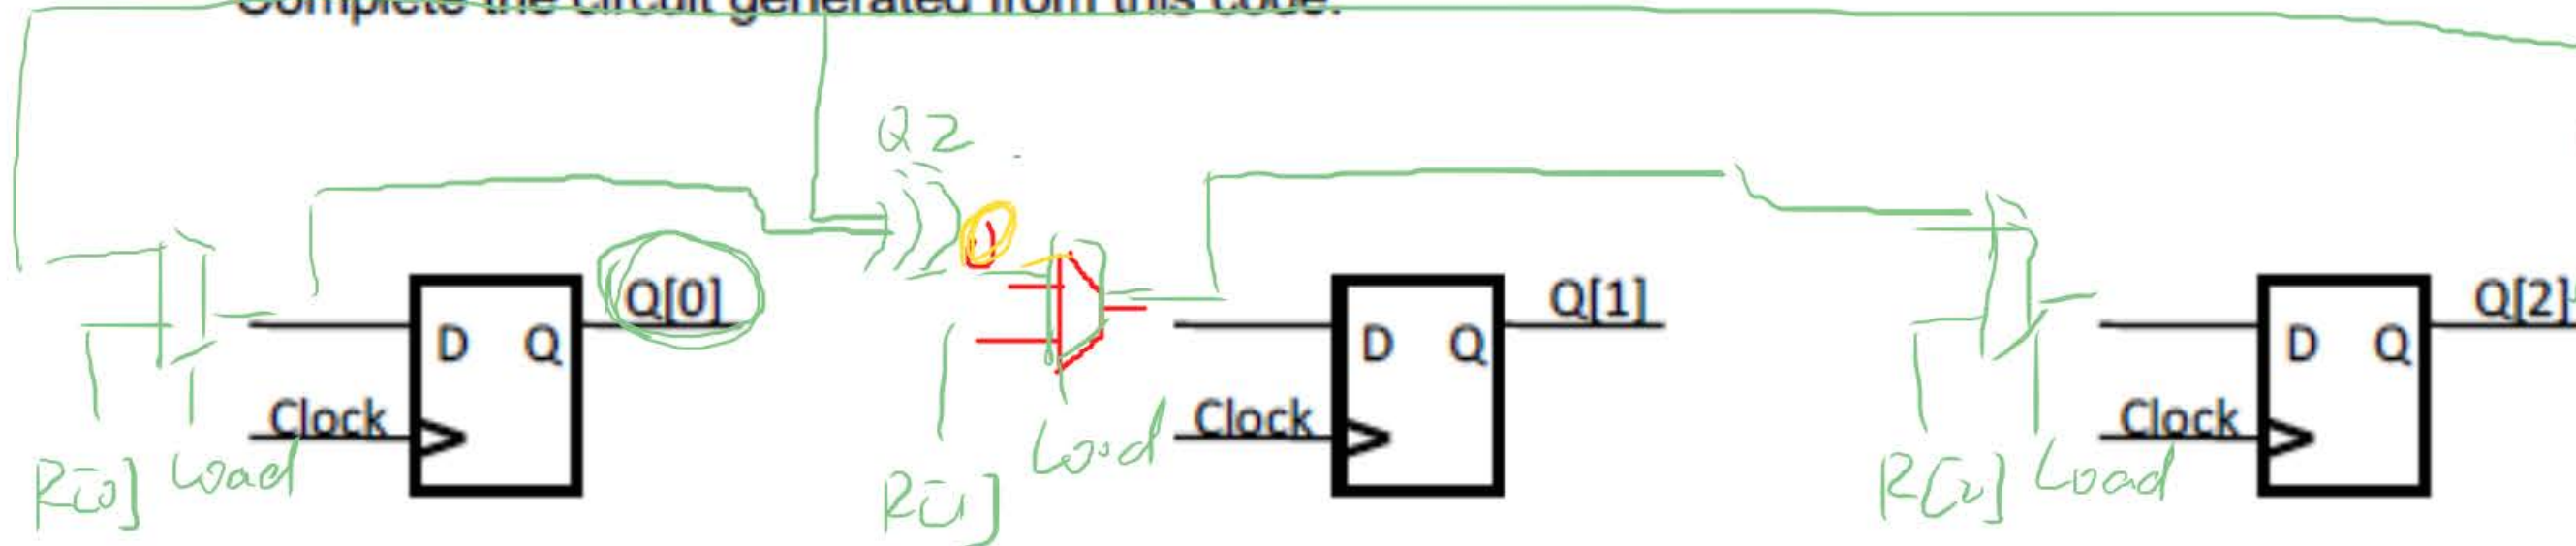 Complete the circuit generated from this code.
Q2
Q[0] Q[1] Q[2]
D Q D Q D Q
Clock Clock Clock
R[0] Load R[1] Load R[2] Load